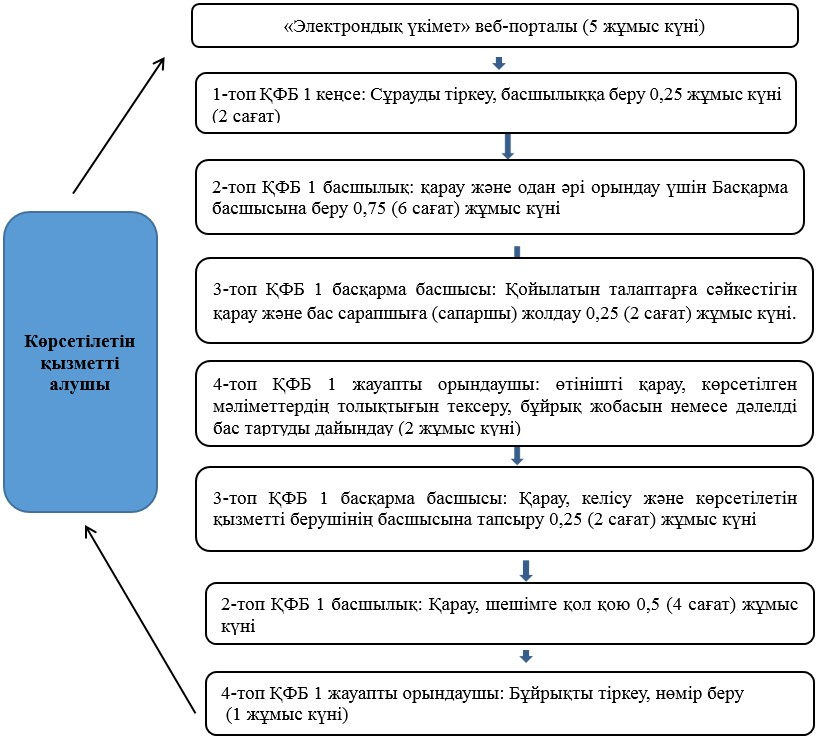 «Электрондық үкімет» веб-порталы (5 жұмыс күні)
1-топ ҚФБ 1 кеңсе: Сұрауды тіркеу, басшылыққа беру 0,25 жұмыс күні
(2 сағат)
2-топ ҚФБ 1 басшылық: қарау және одан әрі орындау үшін Басқарма
басшысына беру 0,75 (6 сағат) жұмыс күні
3-топ ҚФБ 1 басқарма басшысы: Қойылатын талаптарға сәйкестігін
қарау және бас сарапшыға (сапаршы) жолдау 0,25 (2 сағат) жұмыс күні.
Көрсетілетін
қызметті
алушы
4-топ ҚФБ 1 жауапты орындаушы: өтінішті қарау, көрсетілген
мәліметтердің толықтығын тексеру, бұйрық жобасын немесе дәлелді
бас тартуды дайындау (2 жұмыс күні)
3-топ ҚФБ 1 басқарма басшысы: Қарау, келісу және көрсетілетін
қызметті берушінің басшысына тапсыру 0,25 (2 сағат) жұмыс күні
2-топ ҚФБ 1 басшылық: Қарау, шешімге қол қою 0,5 (4 сағат) жұмыс
күні
4-топ ҚФБ 1 жауапты орындаушы: Бұйрықты тіркеу, нөмір беру
(1 жұмыс күні)